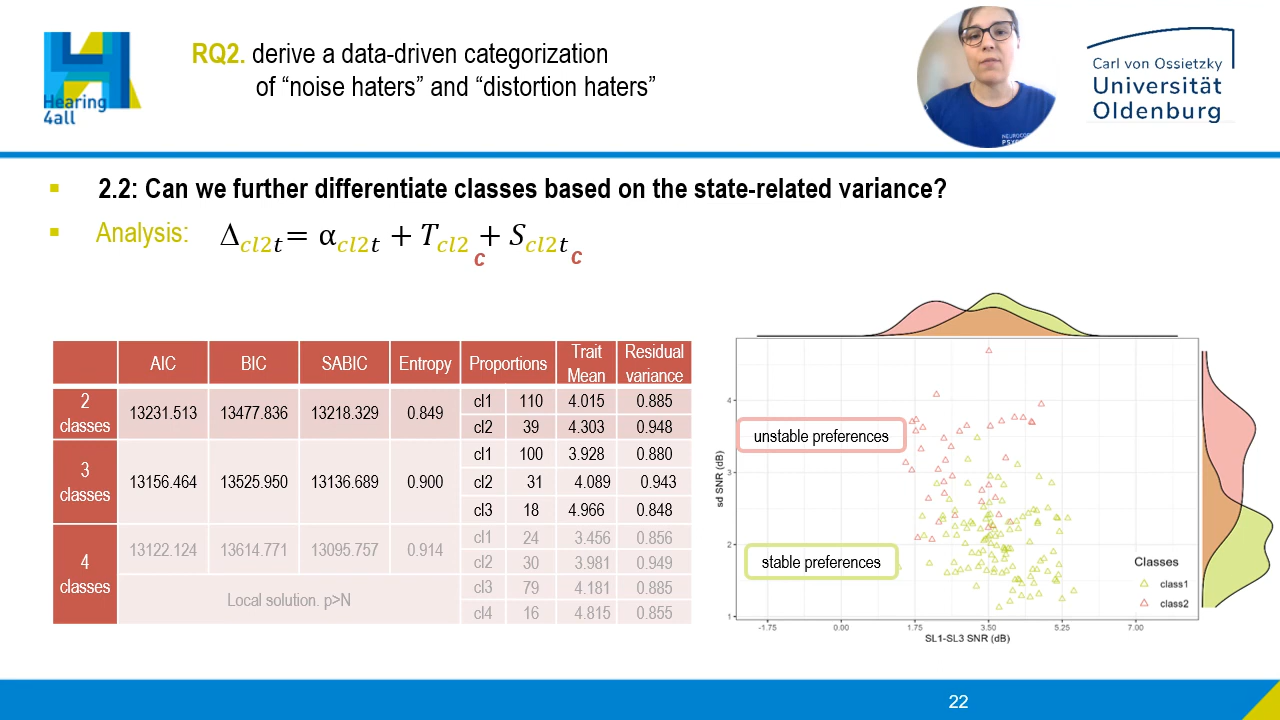 Hearing
4all
RQ2. derive a data-driven categorization
of “noise haters” and “distortion haters”
NEUROCOG
PSYC
Carl von Ossietzky
Universität
Oldenburg
2.2: Can we further differentiate classes based on the state-related variance?
Analysis: Δcl2t = αcl2t + Tcl2 + Scl2t
c c
AIC BIC SABIC Entropy Proportions Trait Mean Residual variance
2 classes 13231.513 13477.836 13218.329 0.849 cl1 110 4.015 0.885
cl2 39 4.303 0.948
3 classes 13156.464 13525.950 13136.689 0.900 cl1 100 3.928 0.880
cl2 31 4.089 0.943
cl3 18 4.966 0.848
4 classes 13122.124 13614.771 13095.757 0.914 cl1 24 3.456 0.856
cl2 30 3.981 0.949
Local solution. p>N cl3 79 4.181 0.885
cl4 16 4.815 0.855
unstable preferences
stable preferences
sd SNR (dB)
4
3
2
1
Classes
class1
class2
-1.75 0.00 1.75 3.50 5.25 7.00
SL1-SL3 SNR (dB)
22